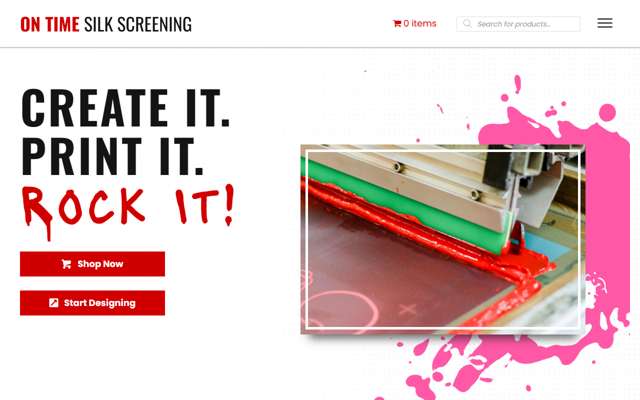 ON TIME SILK SCREENING
0 items
Search for products...
CREATE IT.
PRINT IT.
ROCK IT!
Shop Now
Start Designing